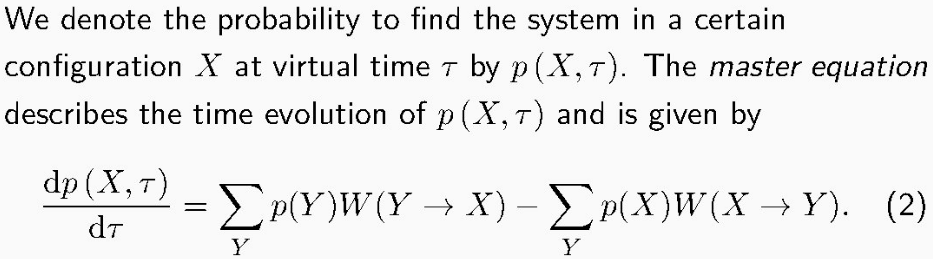 We denote the probability to find the system in a certain
configuration X at virtual time τ by p (X, τ). The master equation
describes the time evolution of p (X, τ) and is given by
dp (X, τ)/dτ = ∑_Y p(Y)W(Y → X) − ∑_Y p(X)W(X → Y). (2)